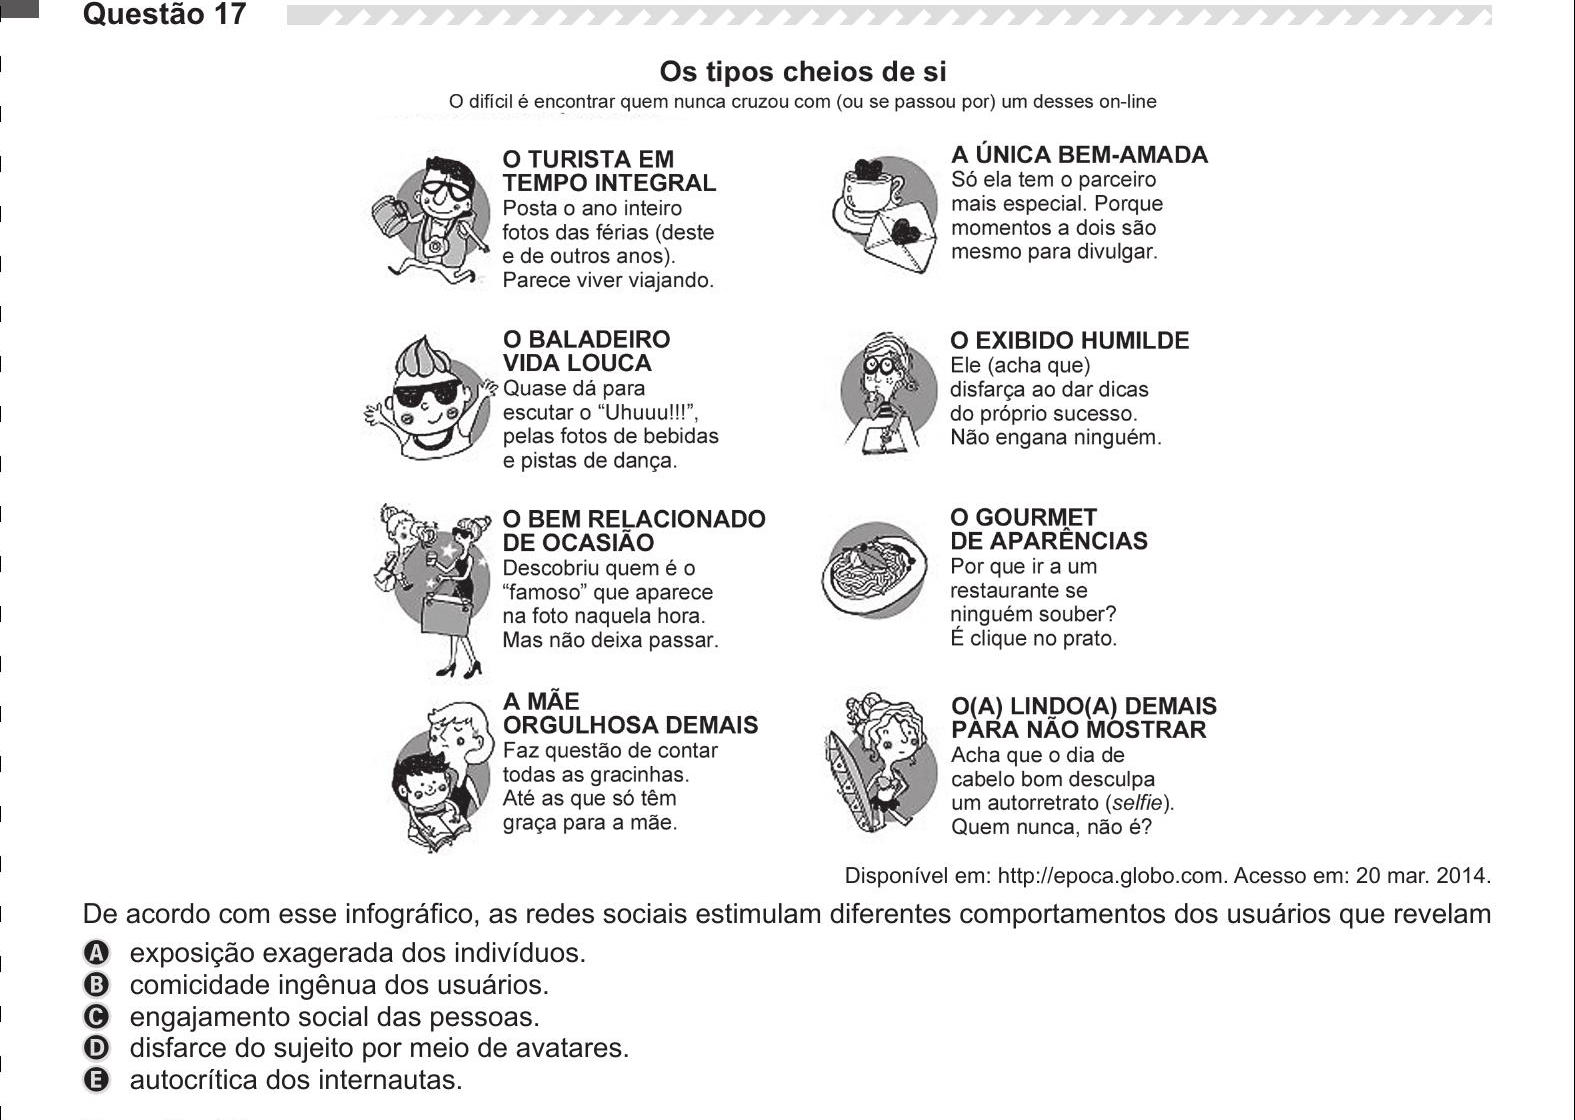 Questão 17
Os tipos cheios de si
O difícil é encontrar quem nunca cruzou com (ou se passou por) um desses on-line
O TURISTA EM
TEMPO INTEGRAL
Posta o ano inteiro
fotos das férias (deste
e de outros anos).
Parece viver viajando.
A ÚNICA BEM-AMADA
Só ela tem o parceiro
mais especial. Porque
momentos a dois são
mesmo para divulgar.
O BALADEIRO
VIDA LOUCA
Quase dá para
escutar o “Uhuuu!!!”,
pelas fotos de bebidas
e pistas de dança.
O EXIBIDO HUMILDE
Ele (acha que)
disfarça ao dar dicas
do próprio sucesso.
Não engana ninguém.
O BEM RELACIONADO
DE OCASIÃO
Descobriu quem é o
“famoso” que aparece
na foto naquela hora.
Mas não deixa passar.
O GOURMET
DE APARÊNCIAS
Por que ir a um
restaurante se
ninguém souber?
É clique no prato.
A MÃE
ORGULHOSA DEMAIS
Faz questão de contar
todas as gracinhas.
Até as que só têm
graça para a mãe.
O(A) LINDO(A) DEMAIS
PARA NÃO MOSTRAR
Acha que o dia de
cabelo bom desculpa
um autorretrato (selfie).
Quem nunca, não é?
Disponível em: http://epoca.globo.com. Acesso em: 20 mar. 2014.
De acordo com esse infográfico, as redes sociais estimulam diferentes comportamentos dos usuários que revelam
A exposição exagerada dos indivíduos.
B comicidade ingênua dos usuários.
C engajamento social das pessoas.
D disfarce do sujeito por meio de avatares.
E autocrítica dos internautas.